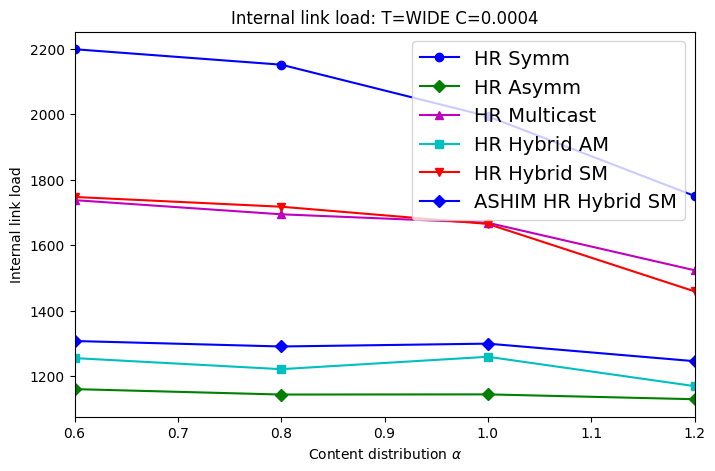 Internal link load: T=WIDE C=0.0004
HR Symm
HR Asymm
HR Multicast
HR Hybrid AM
HR Hybrid SM
ASHIM HR Hybrid SM
Internal link load
2200
2000
1800
1600
1400
1200
0.6 0.7 0.8 0.9 1.0 1.1 1.2
Content distribution α